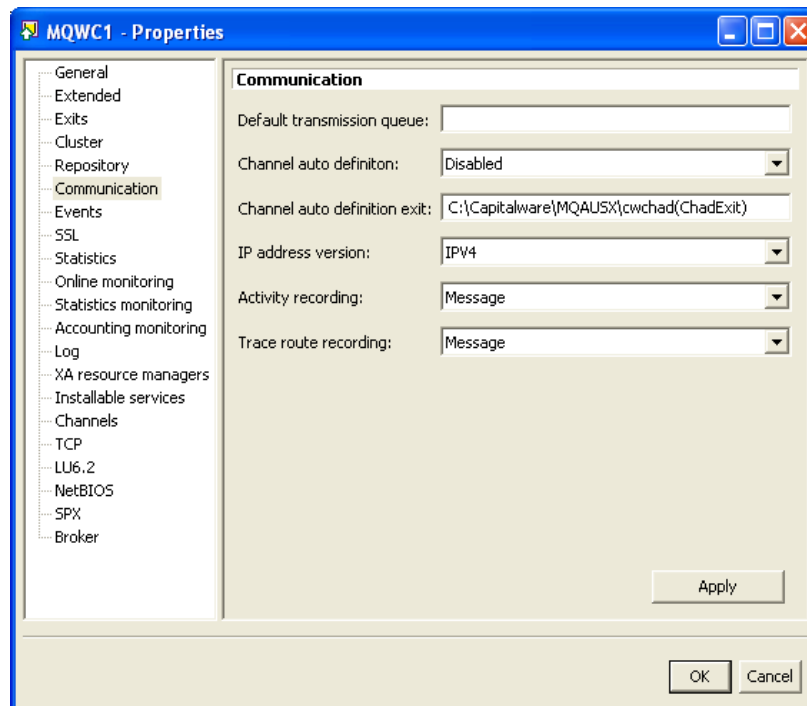 MQWC1 - Properties
General
Extended
Exits
Cluster
Repository
Communication
Events
SSL
Statistics
Online monitoring
Statistics monitoring
Accounting monitoring
Log
XA resource managers
Installable services
Channels
TCP
LU6.2
NetBIOS
SPX
Broker
Communication
Default transmission queue:
Channel auto definiton: Disabled
Channel auto definition exit: C:\Capitalware\MQAUSX\cwchad(ChadExit)
IP address version: IPV4
Activity recording: Message
Trace route recording: Message
Apply
OK Cancel